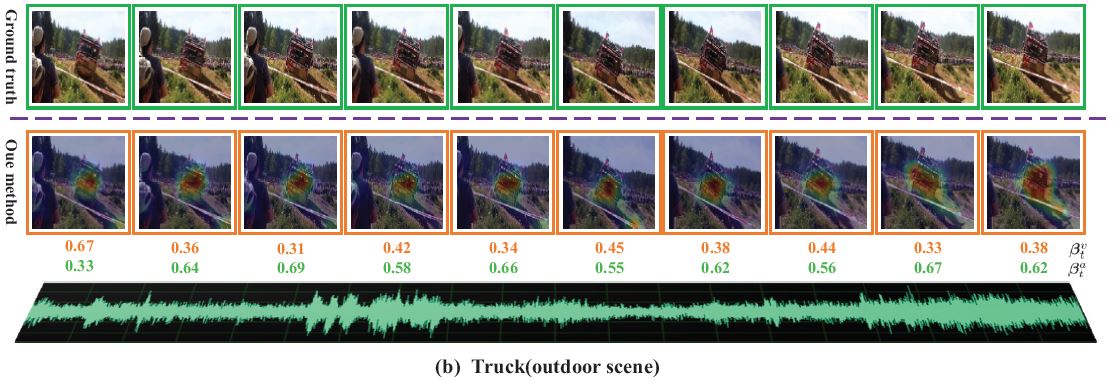 Ground truth
Oue method
0.67 0.36 0.31 0.42 0.34 0.45 0.38 0.44 0.33 0.38 βᵥₜ
0.33 0.64 0.69 0.58 0.66 0.55 0.62 0.56 0.67 0.62 βᵃₜ
(b) Truck(outdoor scene)